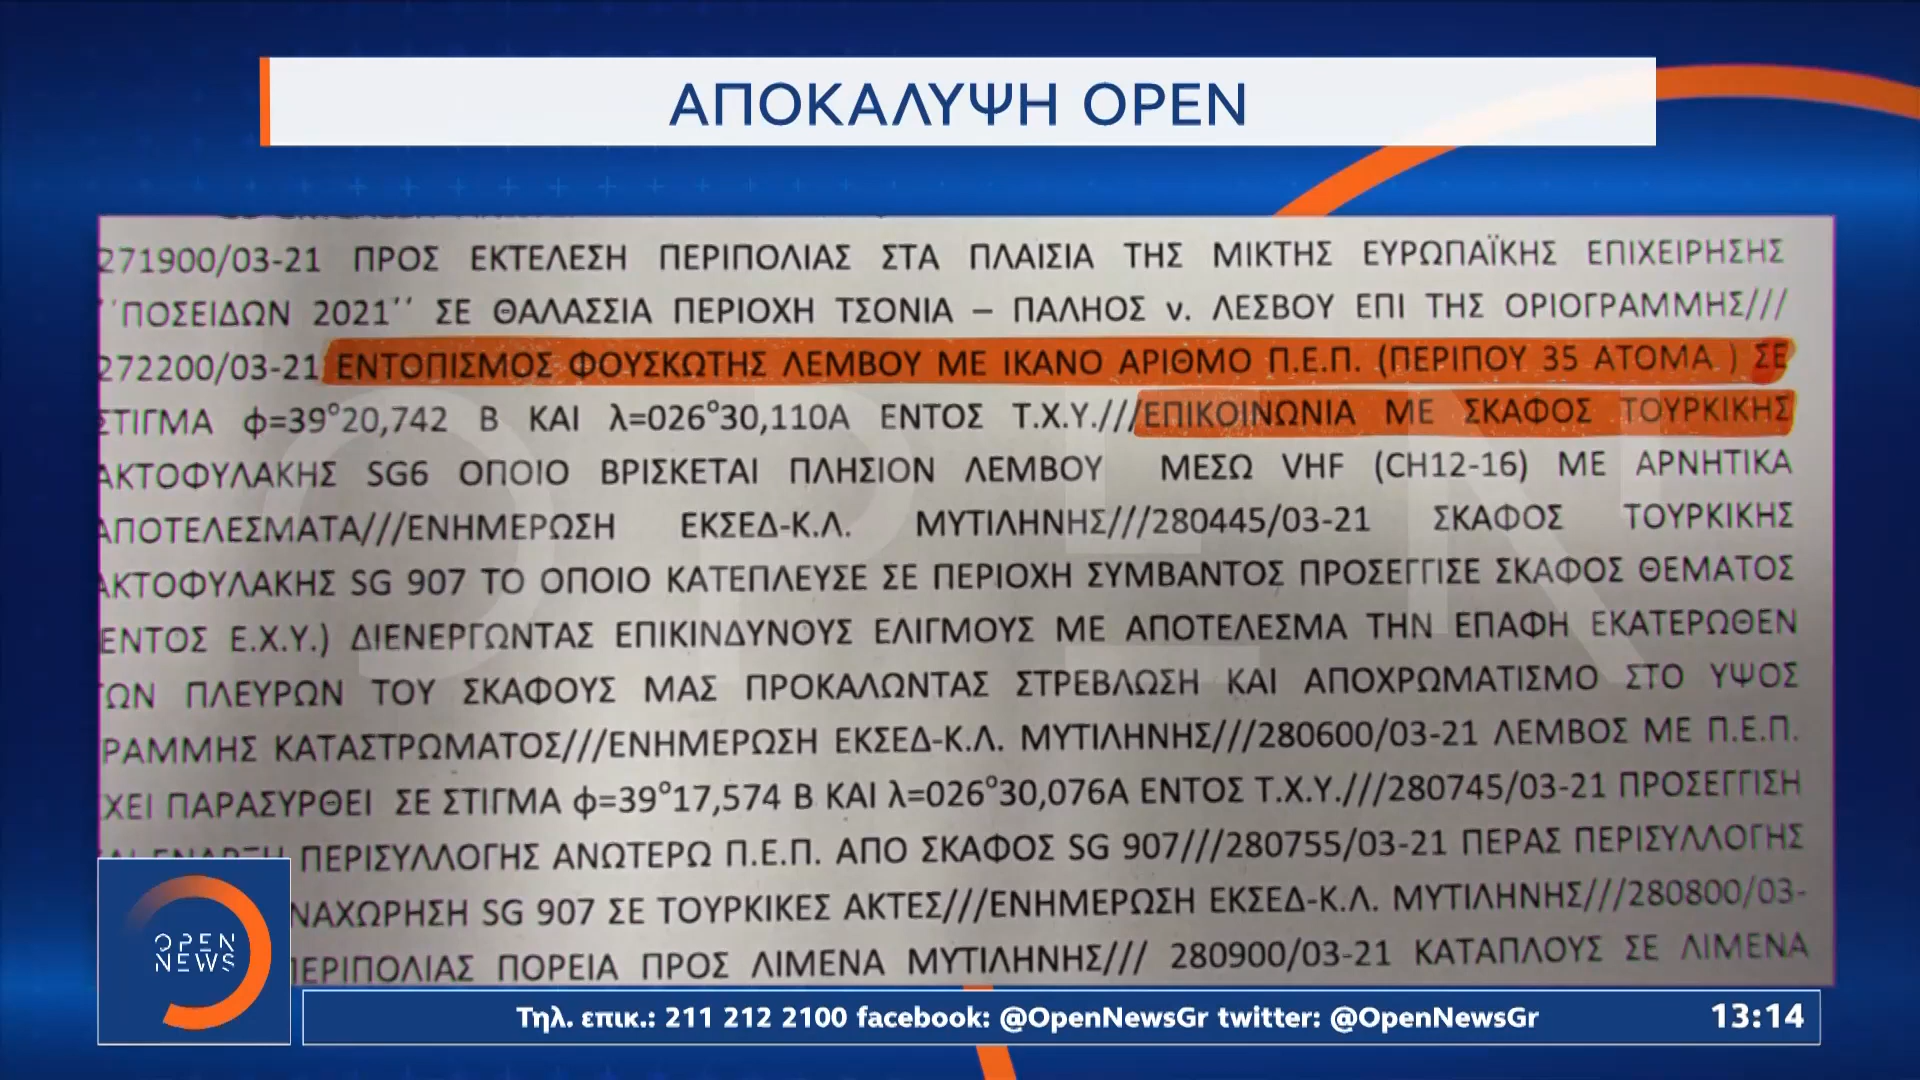 ΑΠΟΚΑΛΥΨΗ OPEN
271900/03-21 ΠΡΟΣ ΕΚΤΕΛΕΣΗ ΠΕΡΙΠΟΛΙΑΣ ΣΤΑ ΠΛΑΙΣΙΑ ΤΗΣ ΜΙΚΤΗΣ ΕΥΡΩΠΑΪΚΗΣ ΕΠΙΧΕΙΡΗΣΗΣ
΄΄ΠΟΣΕΙΔΩΝ 2021΄΄ ΣΕ ΘΑΛΑΣΣΙΑ ΠΕΡΙΟΧΗ ΤΣΟΝΙΑ – ΠΑΛΗΟΣ ν. ΛΕΣΒΟΥ ΕΠΙ ΤΗΣ ΟΡΙΟΓΡΑΜΜΗΣ///
272200/03-21 ΕΝΤΟΠΙΣΜΟΣ ΦΟΥΣΚΩΤΗΣ ΛΕΜΒΟΥ ΜΕ ΙΚΑΝΟ ΑΡΙΘΜΟ Π.Ε.Π. (ΠΕΡΙΠΟΥ 35 ΑΤΟΜΑ ) ΣΕ
ΣΤΙΓΜΑ φ=39°20,742 Β ΚΑΙ λ=026°30,110Α ΕΝΤΟΣ Τ.Χ.Υ.///ΕΠΙΚΟΙΝΩΝΙΑ ΜΕ ΣΚΑΦΟΣ ΤΟΥΡΚΙΚΗΣ
ΑΚΤΟΦΥΛΑΚΗΣ SG6 ΟΠΟΙΟ ΒΡΙΣΚΕΤΑΙ ΠΛΗΣΙΟΝ ΛΕΜΒΟΥ ΜΕΣΩ VHF (CH12-16) ΜΕ ΑΡΝΗΤΙΚΑ
ΑΠΟΤΕΛΕΣΜΑΤΑ///ΕΝΗΜΕΡΩΣΗ ΕΚΣΕΔ-Κ.Λ. ΜΥΤΙΛΗΝΗΣ///280445/03-21 ΣΚΑΦΟΣ ΤΟΥΡΚΙΚΗΣ
ΑΚΤΟΦΥΛΑΚΗΣ SG 907 ΤΟ ΟΠΟΙΟ ΚΑΤΕΠΛΕΥΣΕ ΣΕ ΠΕΡΙΟΧΗ ΣΥΜΒΑΝΤΟΣ ΠΡΟΣΕΓΓΙΣΕ ΣΚΑΦΟΣ ΘΕΜΑΤΟΣ
ΕΝΤΟΣ Ε.Χ.Υ.) ΔΙΕΝΕΡΓΩΝΤΑΣ ΕΠΙΚΙΝΔΥΝΟΥΣ ΕΛΙΓΜΟΥΣ ΜΕ ΑΠΟΤΕΛΕΣΜΑ ΤΗΝ ΕΠΑΦΗ ΕΚΑΤΕΡΩΘΕΝ
ΤΩΝ ΠΛΕΥΡΩΝ ΤΟΥ ΣΚΑΦΟΥΣ ΜΑΣ ΠΡΟΚΑΛΩΝΤΑΣ ΣΤΡΕΒΛΩΣΗ ΚΑΙ ΑΠΟΧΡΩΜΑΤΙΣΜΟ ΣΤΟ ΥΨΟΣ
ΡΑΜΜΗΣ ΚΑΤΑΣΤΡΩΜΑΤΟΣ///ΕΝΗΜΕΡΩΣΗ ΕΚΣΕΔ-Κ.Λ. ΜΥΤΙΛΗΝΗΣ///280600/03-21 ΛΕΜΒΟΣ ΜΕ Π.Ε.Π.
ΧΕΙ ΠΑΡΑΣΥΡΘΕΙ ΣΕ ΣΤΙΓΜΑ φ=39°17,574 Β ΚΑΙ λ=026°30,076Α ΕΝΤΟΣ Τ.Χ.Υ.///280745/03-21 ΠΡΟΣΕΓΓΙΣΗ
ΠΕΡΙΣΥΛΛΟΓΗΣ ΑΝΩΤΕΡΩ Π.Ε.Π. ΑΠΟ ΣΚΑΦΟΣ SG 907///280755/03-21 ΠΕΡΑΣ ΠΕΡΙΣΥΛΛΟΓΗΣ
ΝΑΧΩΡΗΣΗ SG 907 ΣΕ ΤΟΥΡΚΙΚΕΣ ΑΚΤΕΣ///ΕΝΗΜΕΡΩΣΗ ΕΚΣΕΔ-Κ.Λ. ΜΥΤΙΛΗΝΗΣ///280800/03-
ΠΕΡΙΠΟΛΙΑΣ ΠΟΡΕΙΑ ΠΡΟΣ ΛΙΜΕΝΑ ΜΥΤΙΛΗΝΗΣ/// 280900/03-21 ΚΑΤΑΠΛΟΥΣ ΣΕ ΛΙΜΕΝΑ
OPEN
OPEN
NEWS
Τηλ. επικ.: 211 212 2100 facebook: @OpenNewsGr twitter: @OpenNewsGr
13:14